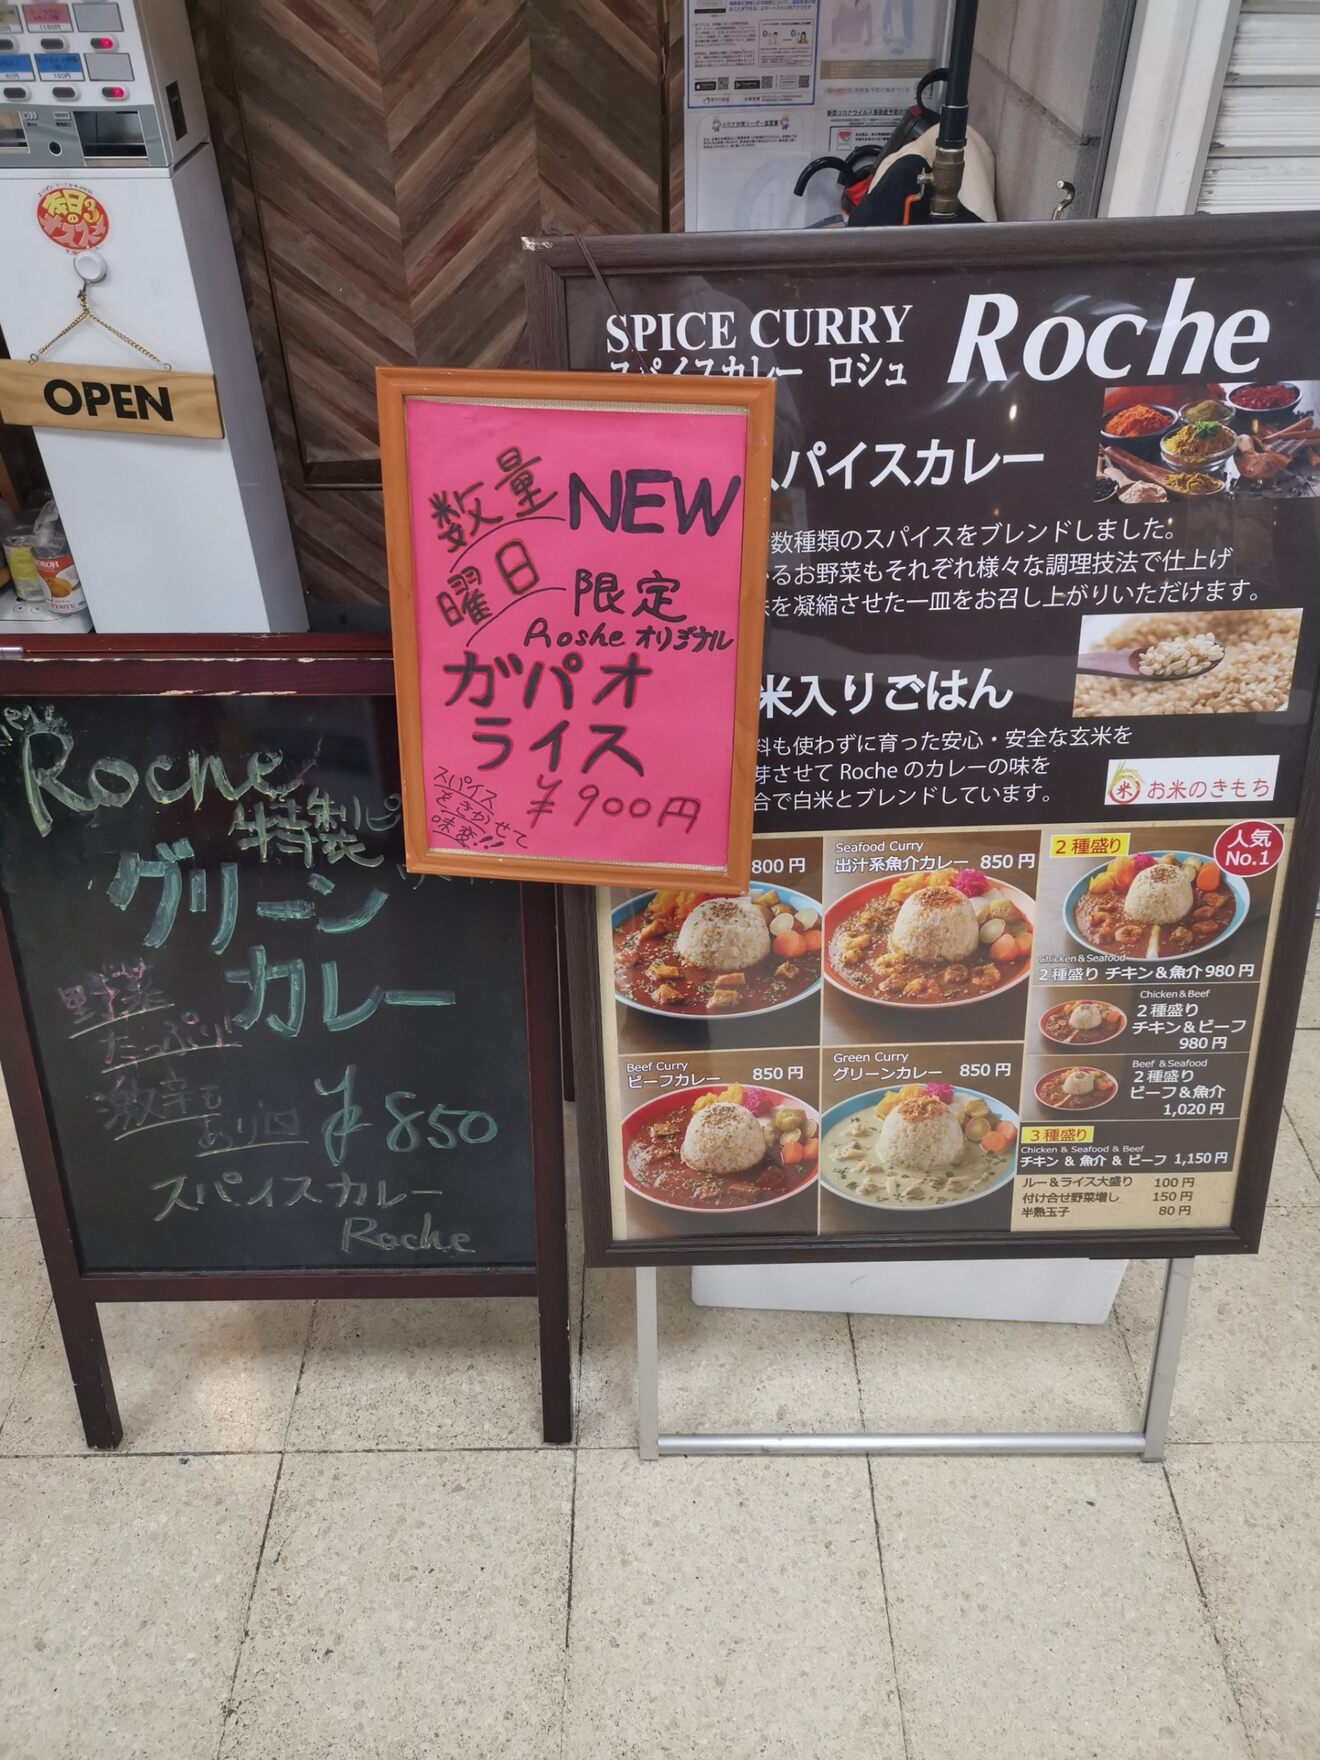 OPEN
SPICE CURRY
Roche
スパイスカレー ロシュ
スパイスカレー
数種類のスパイスをブレンドしました。
るお野菜もそれぞれ様々な調理技法で仕上げ
を凝縮させた一皿をお召し上がりいただけます。
米入りごはん
料も使わずに育った安心・安全な玄米を
芽させて Roche のカレーの味を
合で白米とブレンドしています。
お米のきもち
数量
NEW
曜日
限定
Roshe オリジナル
ガパオ
ライス
¥900円
スパイス
をきかせて
味変!!!
Roche
特製
グリーン
カレー
野菜
たっぷり!
激辛も
あり
¥850
スパイスカレー
Roche
800円
Seafood Curry
出汁系魚介カレー 850円
2種盛り
人気
No.1
Chicken&Seafood
2種盛り チキン&魚介 980円
Chicken&Beef
2種盛り
チキン&ビーフ
980円
Beef Curry
ビーフカレー 850円
Green Curry
グリーンカレー 850円
Beef &Seafood
2種盛り
ビーフ&魚介
1,020円
3種盛り
Chicken & Seafood & Beef
チキン & 魚介 & ビーフ 1,150円
ルー&ライス大盛り 100円
付け合せ野菜増し 150円
半熟玉子 80円